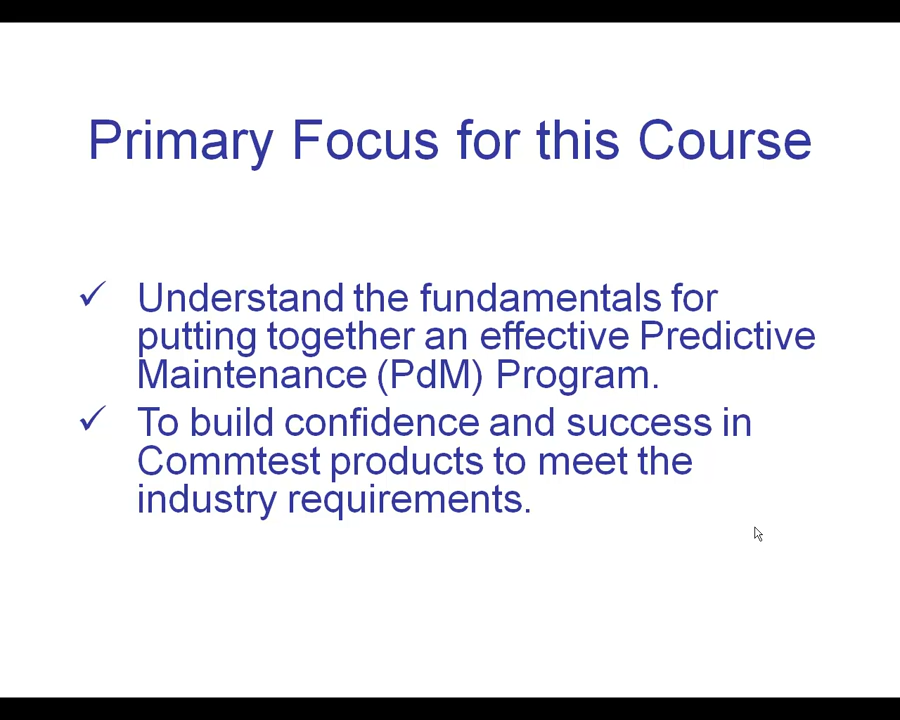 Primary Focus for this Course
✓ Understand the fundamentals for
putting together an effective Predictive
Maintenance (PdM) Program.
✓ To build confidence and success in
Commtest products to meet the
industry requirements.